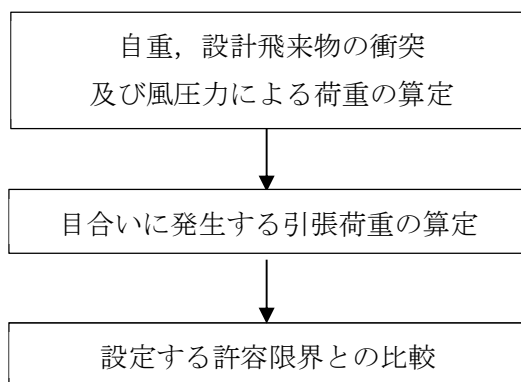 自重，設計飛来物の衝突
及び風圧力による荷重の算定
目合いに発生する引張荷重の算定
設定する許容限界との比較